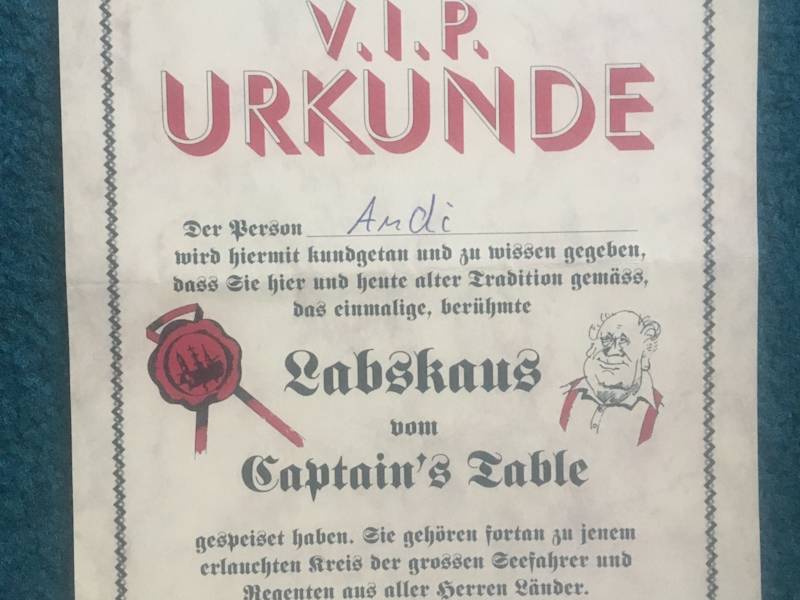 V.I.P.
URKUNDE
Der Person Andi
wird hiermit kundgetan und zu wissen gegeben,
dass Sie hier und heute alter Tradition gemäss,
das einmalige, berühmte
Labskaus
vom
Captain's Table
gespeiset haben. Sie gehören fortan zu jenem
erlauchten Kreis der grossen Seefahrer und
Regenten aus aller Herren Länder.